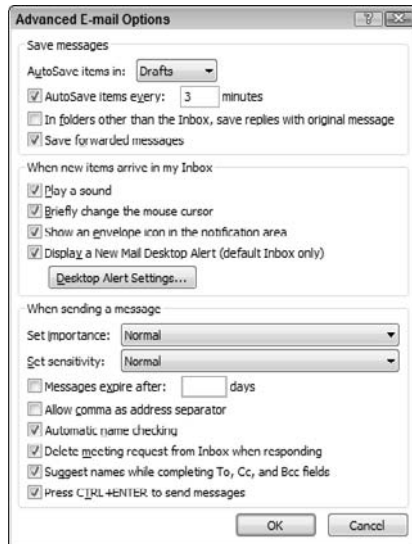 Advanced E-mail Options
Save messages
AutoSave items in: Drafts
AutoSave items every: 3 minutes
In folders other than the Inbox, save replies with original message
Save forwarded messages
When new items arrive in my Inbox
Play a sound
Briefly change the mouse cursor
Show an envelope icon in the notification area
Display a New Mail Desktop Alert (default Inbox only)
Desktop Alert Settings...
When sending a message
Set importance: Normal
Set sensitivity: Normal
Messages expire after: days
Allow comma as address separator
Automatic name checking
Delete meeting request from Inbox when responding
Suggest names while completing To, Cc, and Bcc fields
Press CTRL+ENTER to send messages
OK Cancel